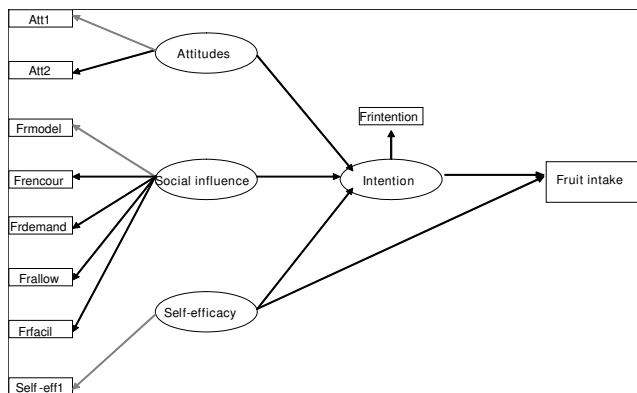 Att1
Attitudes
Att2
Frintention
Frmodel
Frencour
Social influence
Intention
Fruit intake
Frdemand
Frallow
Self-efficacy
Frfacil
Self-eff1